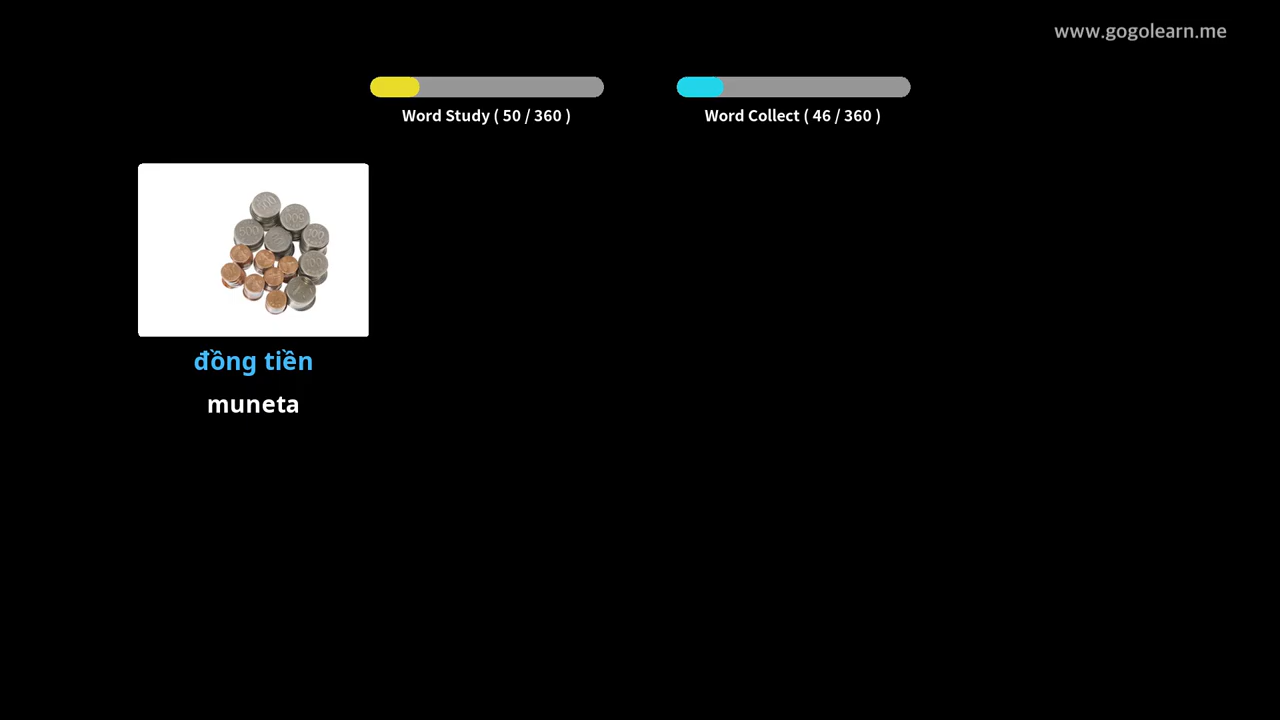 www.gogolearn.me
Word Study ( 50 / 360 )
Word Collect ( 46 / 360 )
đồng tiền
muneta